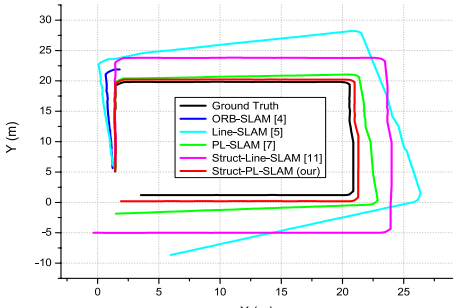 30
25
20
15
10
5
0
-5
-10
Y (m)
Ground Truth
ORB-SLAM [4]
Line-SLAM [5]
PL-SLAM [7]
Struct-Line-SLAM [11]
Struct-PL-SLAM (our)
0 5 10 15 20 25